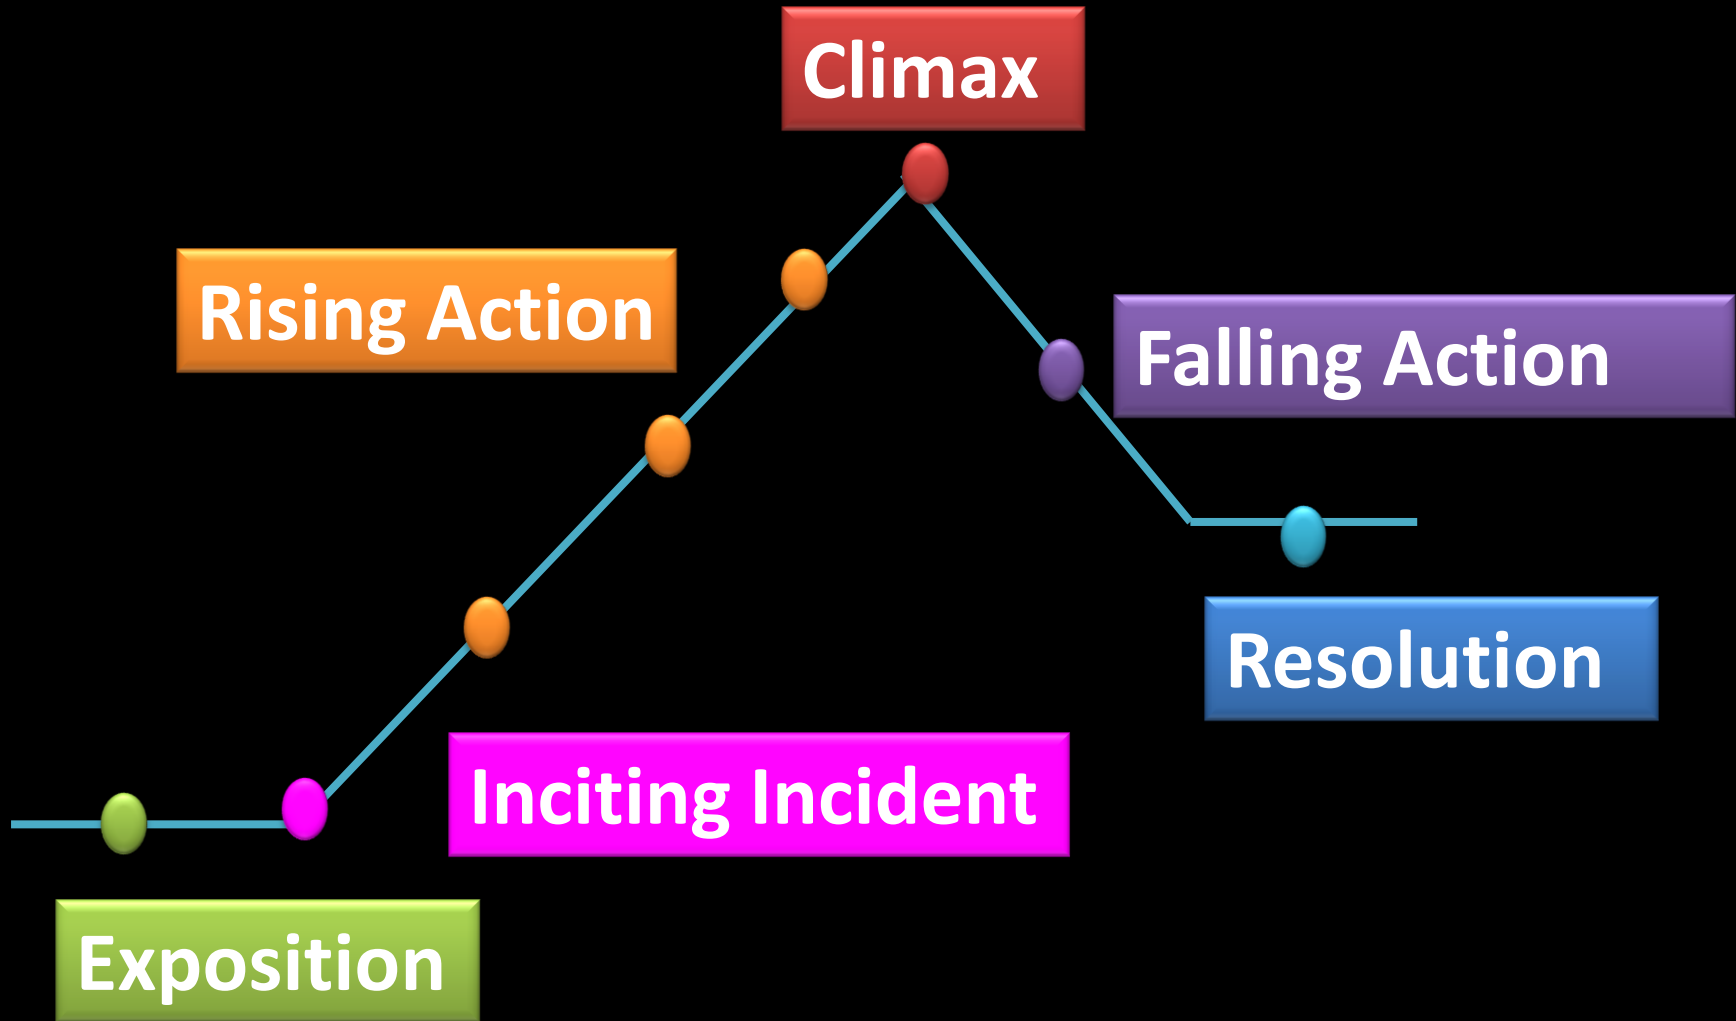 Climax
Rising Action
Falling Action
Resolution
Inciting Incident
Exposition